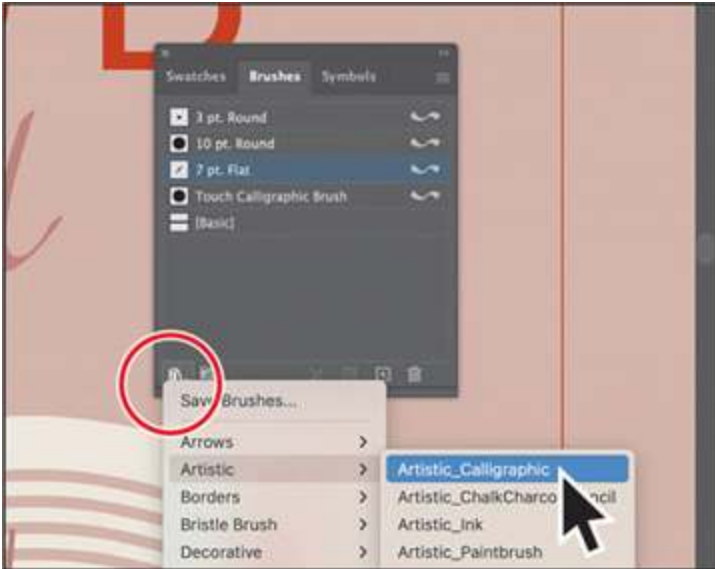 B
Swatches Brushes Symbols
3 pt. Round
10 pt. Round
7 pt. Flat
Touch Calligraphic Brush
[Basic]
Save Brushes...
Arrows
Artistic
Borders
Bristle Brush
Decorative
Artistic_Calligraphic
Artistic_Ink
Artistic_Paintbrush